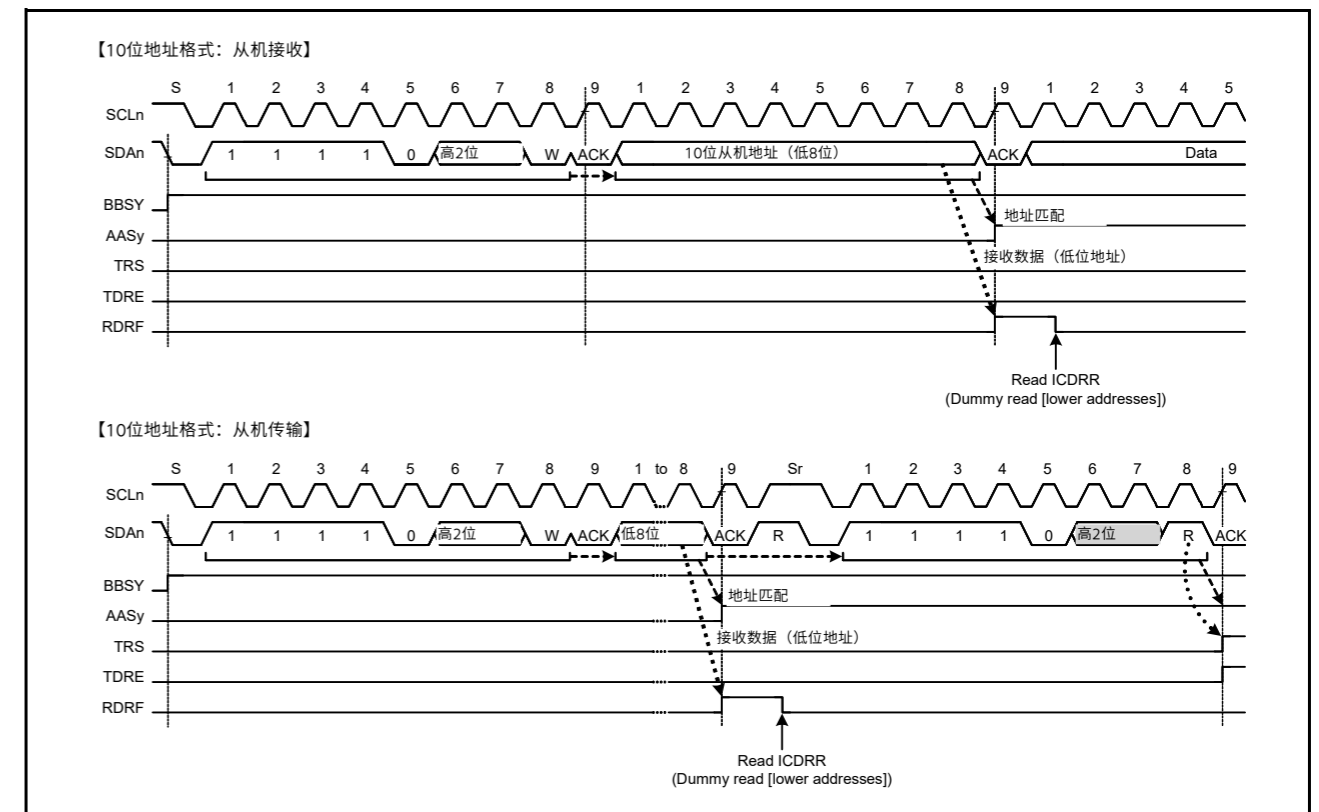 【10位地址格式：从机接收】
S 1 2 3 4 5 6 7 8 9 1 2 3 4 5 6 7 8 9 1 2 3 4 5
SCLn
SDAn 1 1 1 1 0 高2位 W ACK 10位从机地址（低8位） ACK Data
BBSY
地址匹配
AASy
接收数据（低位地址）
TRS
TDRE
RDRF
Read ICDRR
(Dummy read [lower addresses])
【10位地址格式：从机传输】
S 1 2 3 4 5 6 7 8 9 1 to 8 9 Sr 1 2 3 4 5 6 7 8 9
SCLn
SDAn 1 1 1 1 0 高2位 W ACK 低8位 ACK R 1 1 1 1 0 高2位 R ACK
BBSY
地址匹配
AASy
接收数据（低位地址）
TRS
TDRE
RDRF
Read ICDRR
(Dummy read [lower addresses])